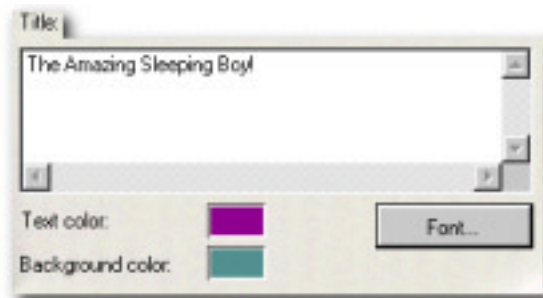 Title:
The Amazing Sleeping Boy!
Text color:
Font...
Background color: